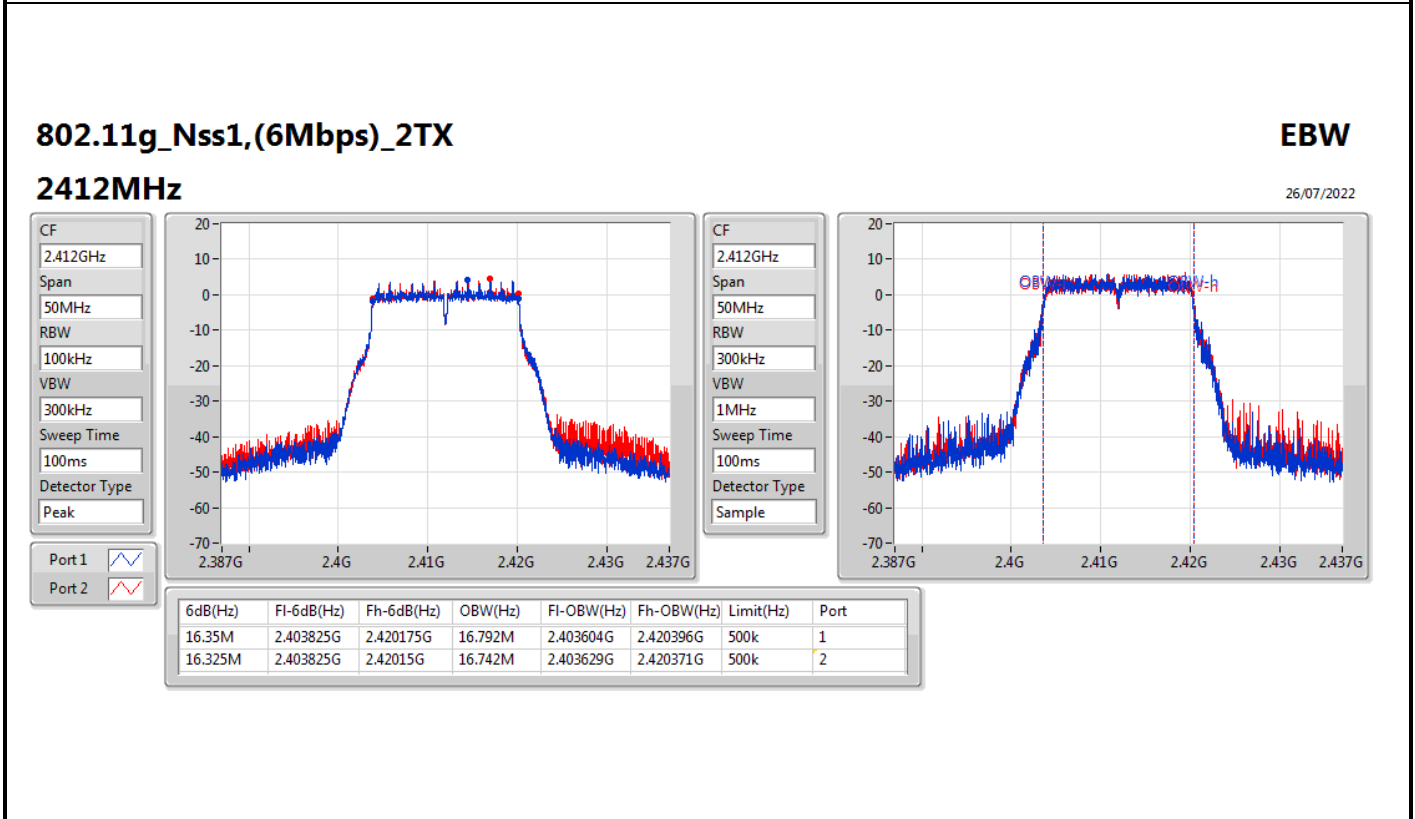 802.11g_Nss1,(6Mbps)_2TX
EBW
2412MHz
26/07/2022
CF
2.412GHz
Span
50MHz
RBW
100kHz
VBW
300kHz
Sweep Time
100ms
Detector Type
Peak
Port 1
Port 2
20
10
0
-10
-20
-30
-40
-50
-60
-70
2.387G 2.4G 2.41G 2.42G 2.43G 2.437G
CF
2.412GHz
Span
50MHz
RBW
300kHz
VBW
1MHz
Sweep Time
100ms
Detector Type
Sample
20
10
0
-10
-20
-30
-40
-50
-60
-70
OBW-h
2.387G 2.4G 2.41G 2.42G 2.43G 2.437G
6dB(Hz) Fl-6dB(Hz) Fh-6dB(Hz) OBW(Hz) Fl-OBW(Hz) Fh-OBW(Hz) Limit(Hz) Port
16.35M 2.403825G 2.420175G 16.792M 2.403604G 2.420396G 500k 1
16.325M 2.403825G 2.42015G 16.742M 2.403629G 2.420371G 500k 2